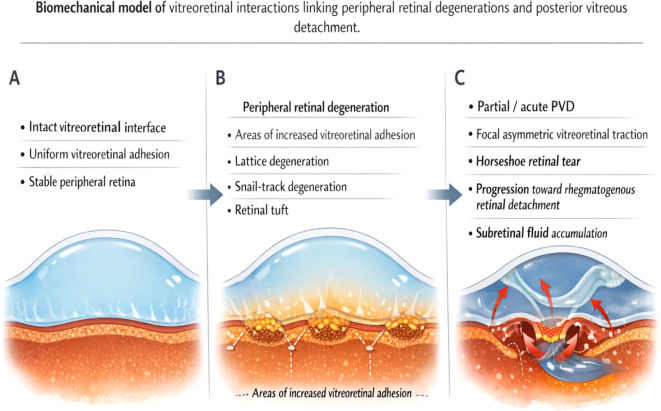 Biomechanical model of vitreoretinal interactions linking peripheral retinal degenerations and posterior vitreous
detachment.
A
• Intact vitreoretinal interface
• Uniform vitreoretinal adhesion
• Stable peripheral retina
B
Peripheral retinal degeneration
• Areas of increased vitreoretinal adhesion
• Lattice degeneration
• Snail-track degeneration
• Retinal tuft
Areas of increased vitreoretinal adhesion
C
• Partial / acute PVD
• Focal asymmetric vitreoretinal traction
• Horseshoe retinal tear
• Progression toward rhegmatogenous
retinal detachment
• Subretinal fluid accumulation